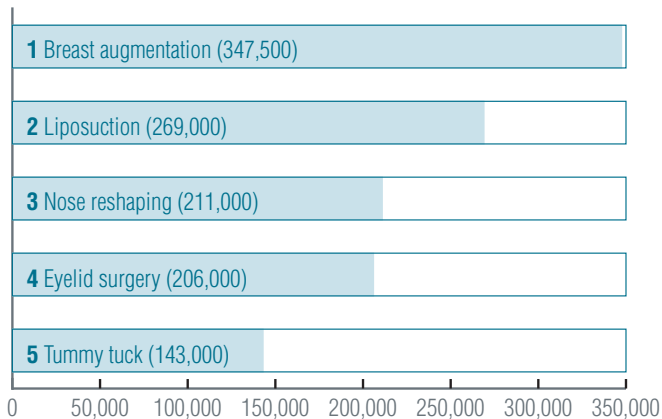 1 Breast augmentation (347,500)
2 Liposuction (269,000)
3 Nose reshaping (211,000)
4 Eyelid surgery (206,000)
5 Tummy tuck (143,000)
0 50,000 100,000 150,000 200,000 250,000 300,000 350,000